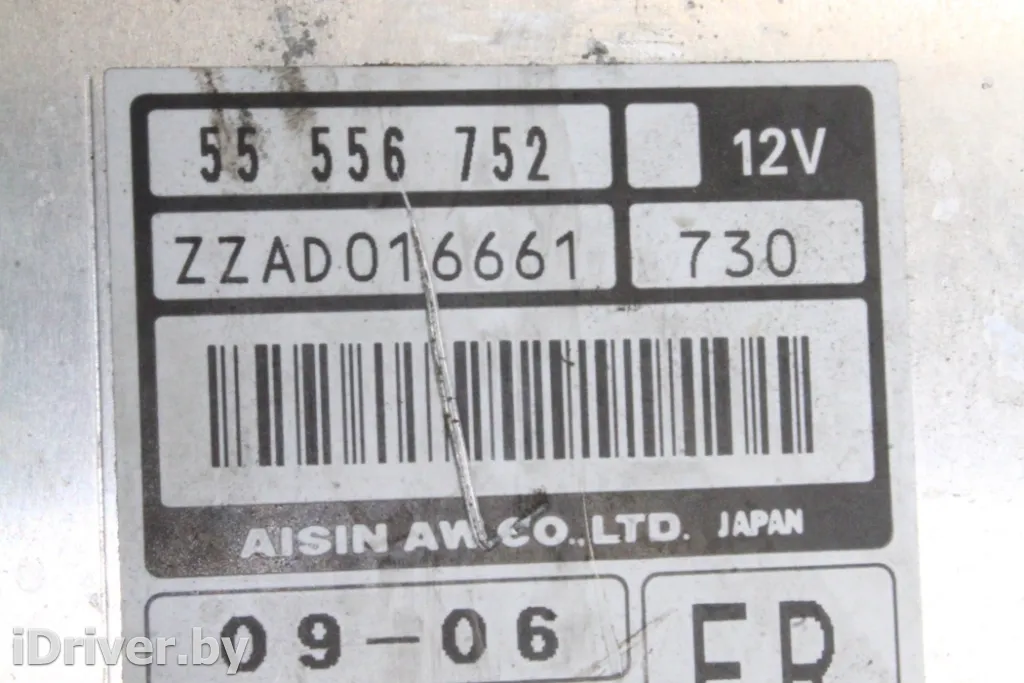 55 556 752 12V
ZZAD016661 730
AISIN AW CO.,LTD. JAPAN
09-06
iDriver.by